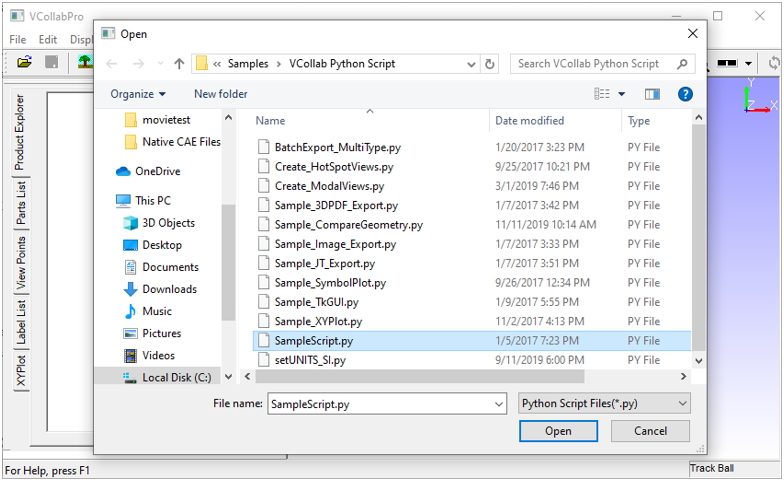 VCollabPro
File Edit Displ
Open
« Samples > VCollab Python Script
Search VCollab Python Script
Organize New folder
Name Date modified Type
movietest
Native CAE Files
OneDrive
This PC
3D Objects
Desktop
Documents
Downloads
Music
Pictures
Videos
Local Disk (C:)
BatchExport_MultiType.py 1/20/2017 3:23 PM PY File
Create_HotSpotViews.py 9/25/2017 10:21 PM PY File
Create_ModalViews.py 3/1/2019 7:46 PM PY File
Sample_3DPDF_Export.py 1/7/2017 3:42 PM PY File
Sample_CompareGeometry.py 11/11/2019 10:14 AM PY File
Sample_Image_Export.py 1/7/2017 3:33 PM PY File
Sample_JT_Export.py 1/7/2017 3:51 PM PY File
Sample_SymbolPlot.py 9/26/2017 12:34 PM PY File
Sample_TkGUI.py 1/9/2017 5:55 PM PY File
Sample_XYPlot.py 11/2/2017 4:13 PM PY File
SampleScript.py 1/5/2017 7:23 PM PY File
setUNITS_SI.py 9/11/2019 6:00 PM PY File
File name: SampleScript.py Python Script Files(*.py)
Open Cancel
Product Explorer
Parts List
View Points
Label List
XYPlot
Y
Z X
For Help, press F1
Track Ball